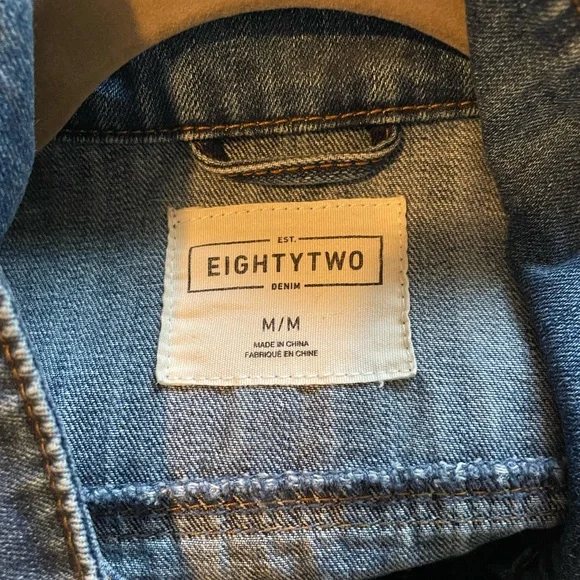 EST.
EIGHTYTWO
DENIM
M/M
MADE IN CHINA
FABRIQUÉ EN CHINE